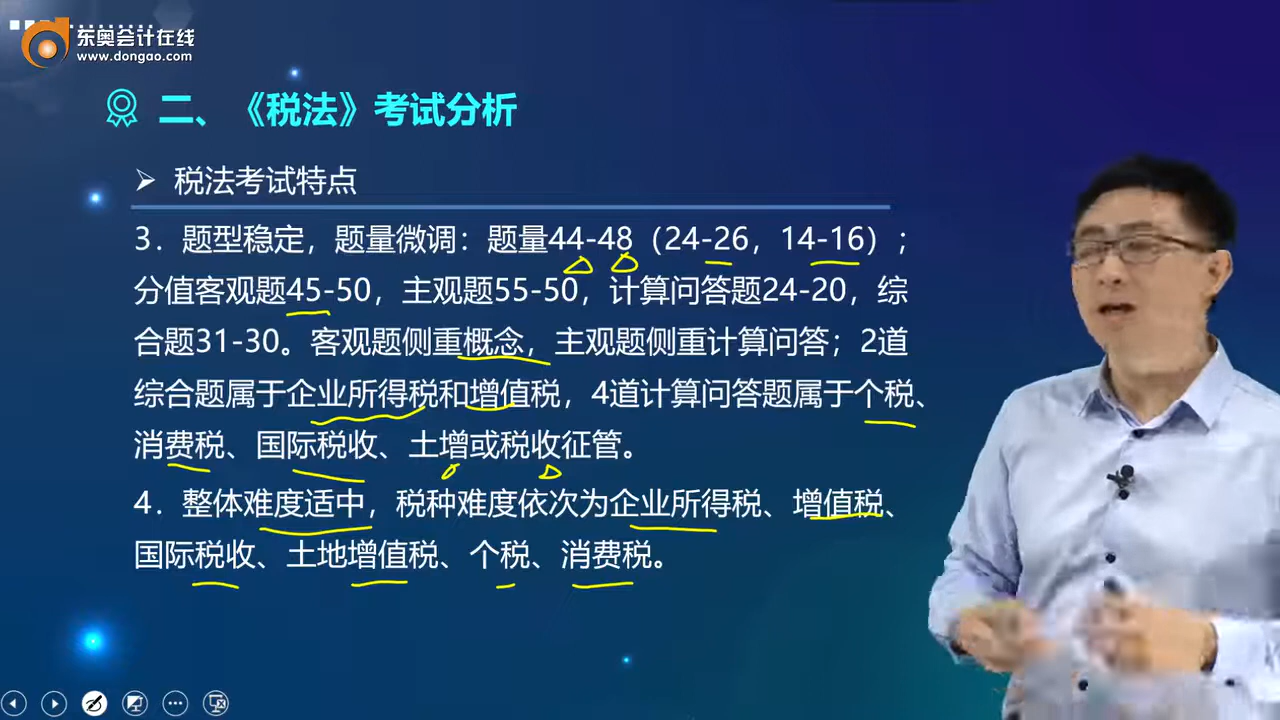 东奥会计在线
www.dongao.com
二、《税法》考试分析
税法考试特点
3．题型稳定，题量微调：题量44-48（24-26，14-16）；
分值客观题45-50，主观题55-50，计算问答题24-20，综
合题31-30。客观题侧重概念，主观题侧重计算问答；2道
综合题属于企业所得税和增值税，4道计算问答题属于个税、
消费税、国际税收、土增或税收征管。
4．整体难度适中，税种难度依次为企业所得税、增值税、
国际税收、土地增值税、个税、消费税。